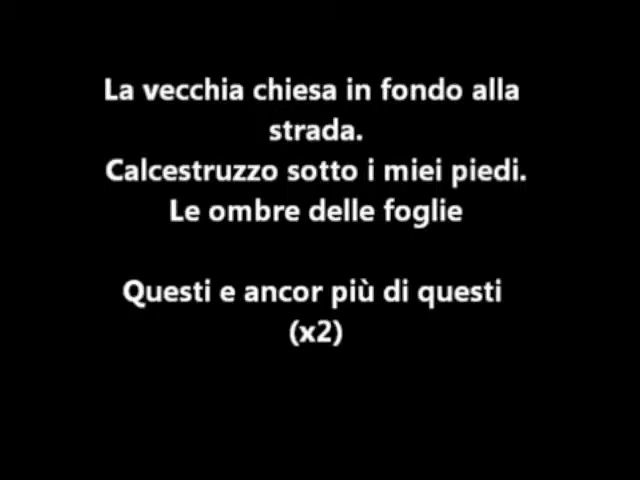 La vecchia chiesa in fondo alla
strada.
Calcestruzzo sotto i miei piedi.
Le ombre delle foglie
Questi e ancor più di questi
(x2)